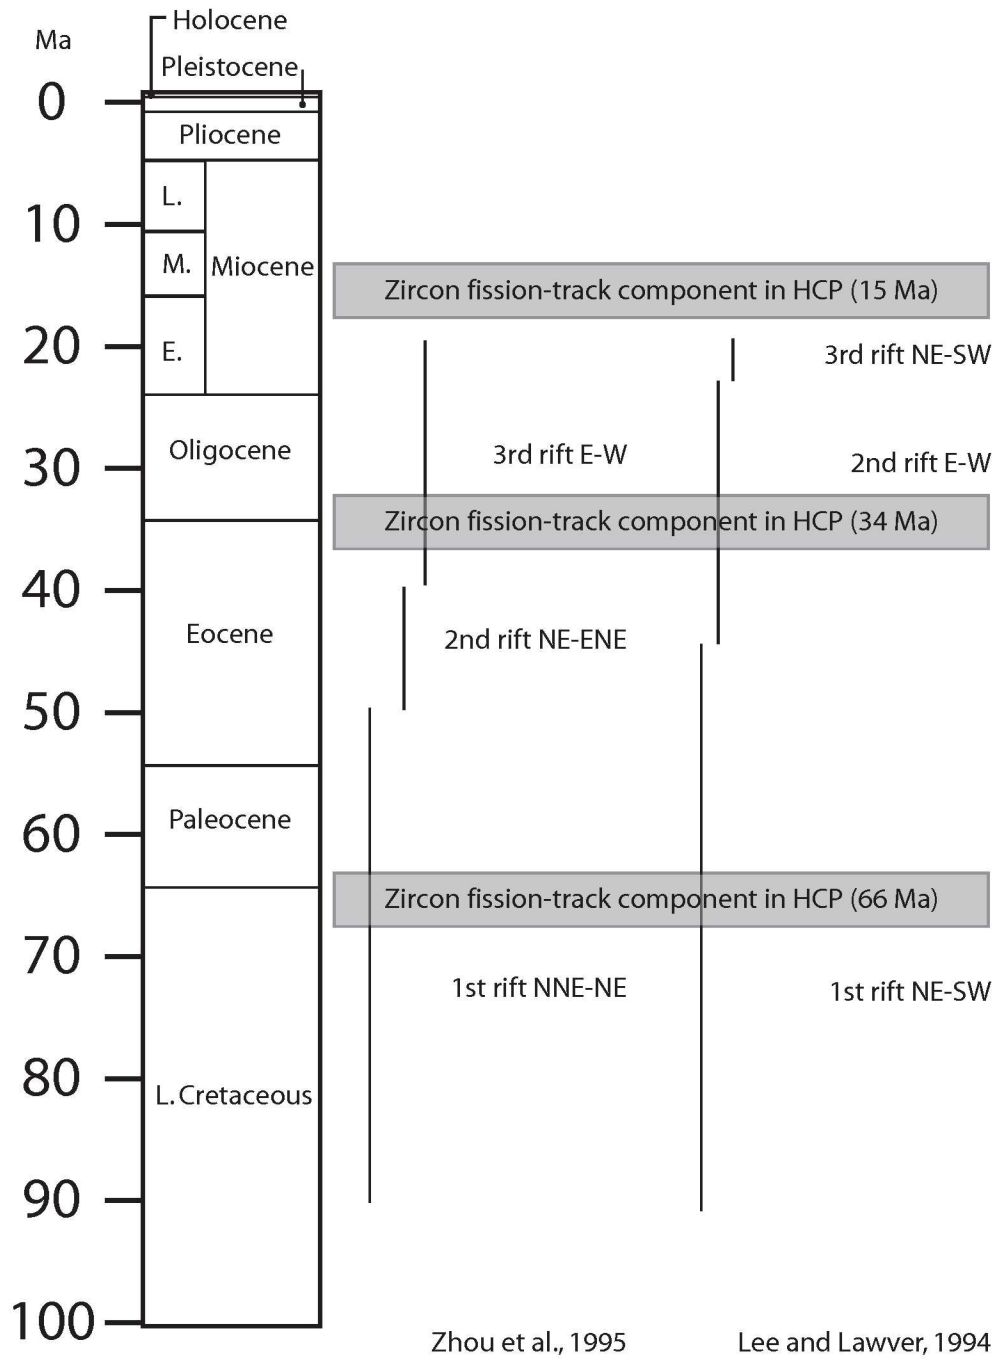 Holocene
Ma
Pleistocene
0
Pliocene
L.
10
M.
Miocene
Zircon fission-track component in HCP (15 Ma)
20
E.
3rd rift NE-SW
Oligocene
3rd rift E-W
30
2nd rift E-W
Zircon fission-track component in HCP (34 Ma)
40
Eocene
2nd rift NE-ENE
50
Paleocene
60
Zircon fission-track component in HCP (66 Ma)
70
1st rift NNE-NE
1st rift NE-SW
80
L. Cretaceous
90
100
Zhou et al., 1995
Lee and Lawver, 1994